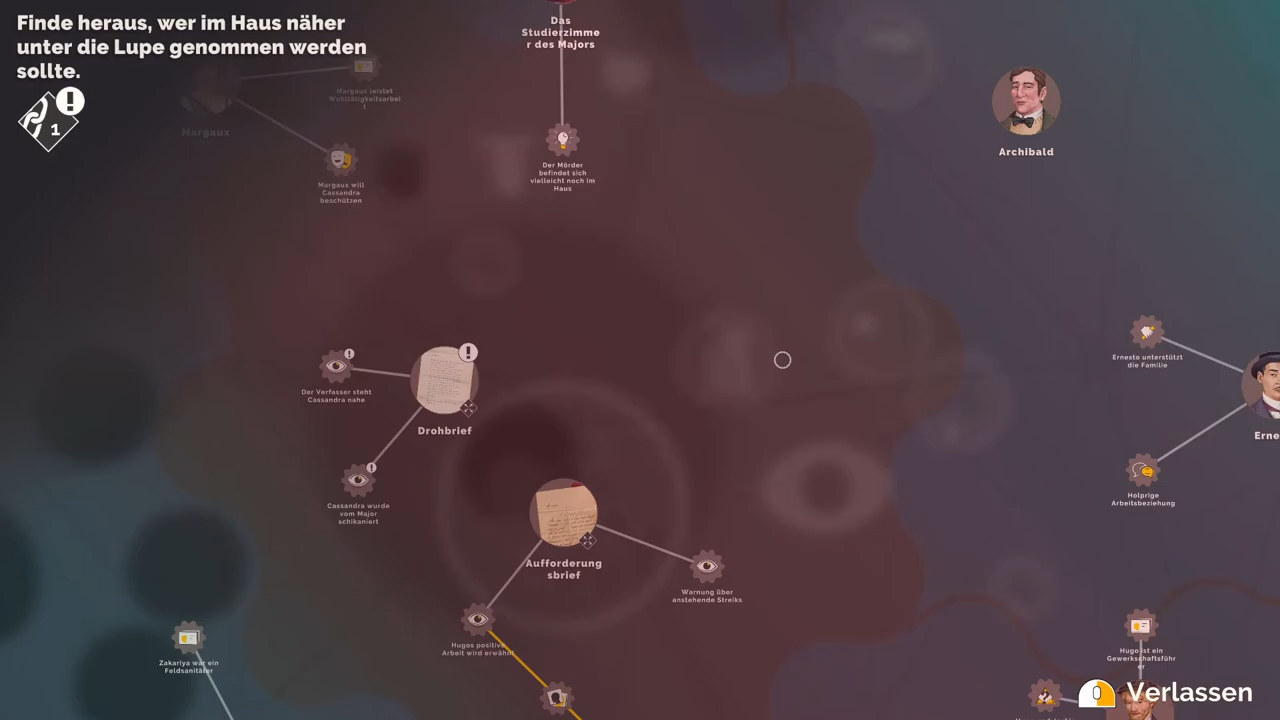 Finde heraus, wer im Haus näher
unter die Lupe genommen werden
sollte.
1
Das
Studierzimme
r des Majors
Margaux leistet
Wohltätigkeitsarbei
t
Margaux
Margaux will
Cassandra
beschützen
Der Mörder
befindet sich
vielleicht noch im
Haus
Archibald
Ernesto unterstützt
die Familie
Der Verfasser steht
Cassandra nahe
Drohbrief
Erne
Holprige
Arbeitsbeziehung
Cassandra wurde
vom Major
schikaniert
Aufforderung
sbrief
Warnung über
anstehende Streiks
Hugos positive
Arbeit wird erwähnt
Zakariya war ein
Feldsanitäter
Hugo ist ein
Gewerkschaftsführ
er
Verlassen